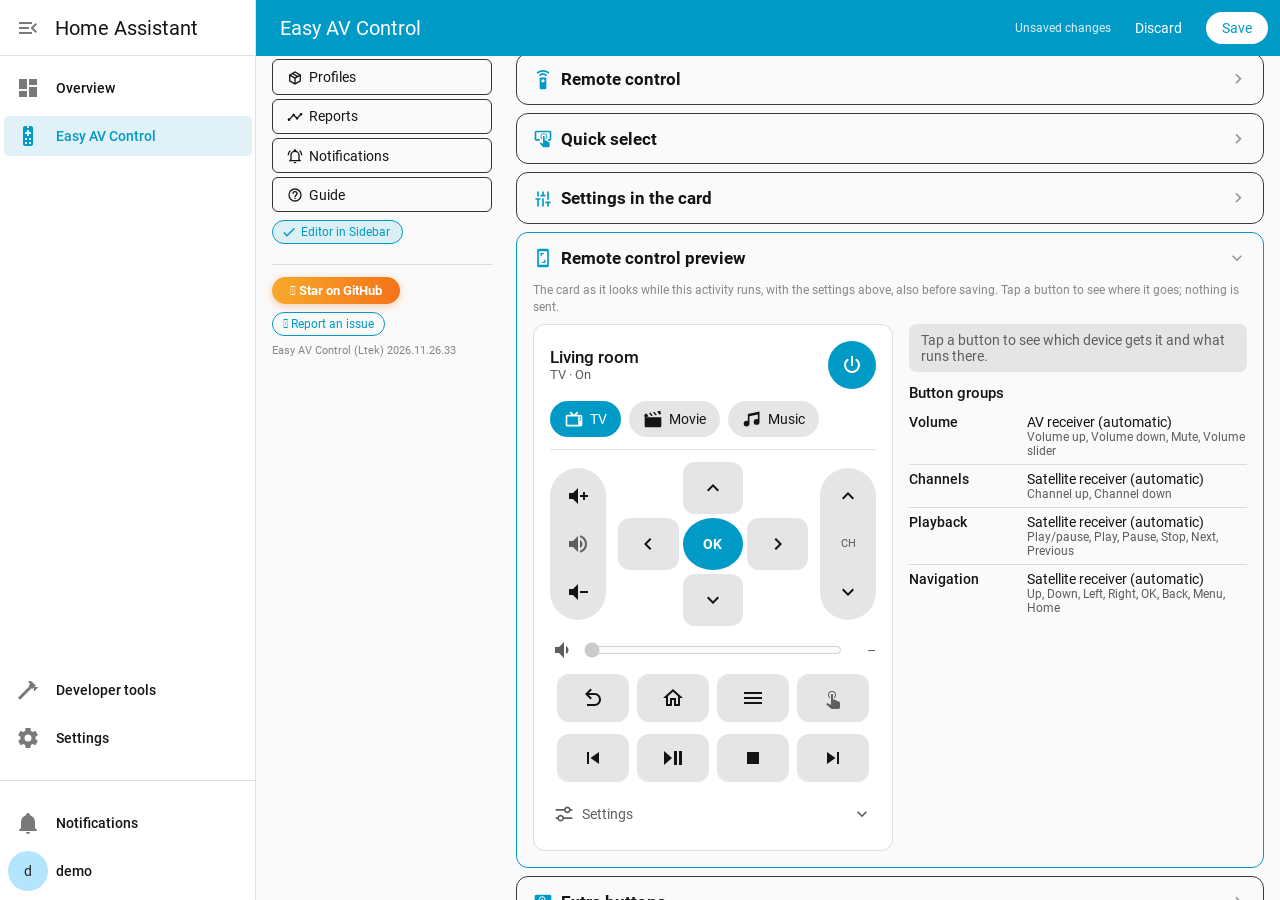 Home Assistant
Easy AV Control
Unsaved changes
Discard
Save
Overview
Easy AV Control
Developer tools
Settings
Notifications
d
demo
Profiles
Reports
Notifications
Guide
Editor in Sidebar
Star on GitHub
Report an issue
Easy AV Control (Ltek) 2026.11.26.33
Remote control
Quick select
Settings in the card
Remote control preview
The card as it looks while this activity runs, with the settings above, also before saving. Tap a button to see where it goes; nothing is
sent.
Living room
TV · On
TV
Movie
Music
OK
CH
–
Settings
Tap a button to see which device gets it and what
runs there.
Button groups
Volume
AV receiver (automatic)
Volume up, Volume down, Mute, Volume
slider
Channels
Satellite receiver (automatic)
Channel up, Channel down
Playback
Satellite receiver (automatic)
Play/pause, Play, Pause, Stop, Next,
Previous
Navigation
Satellite receiver (automatic)
Up, Down, Left, Right, OK, Back, Menu,
Home
Extra buttons